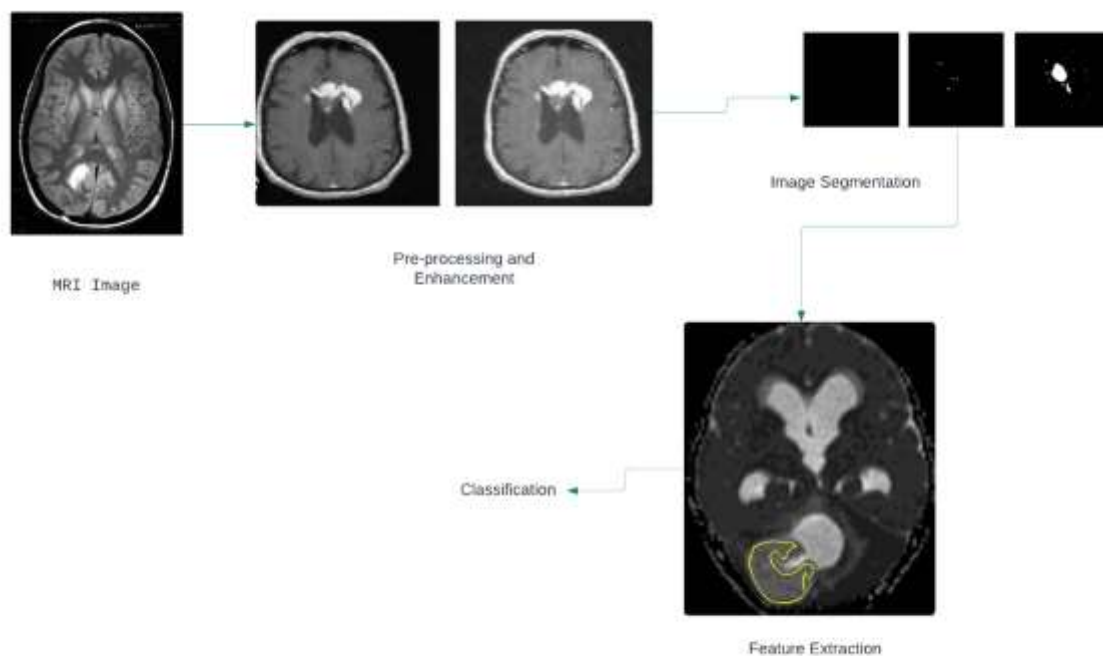 MRI Image
Pre-processing and
Enhancement
Image Segmentation
Classification
Feature Extraction